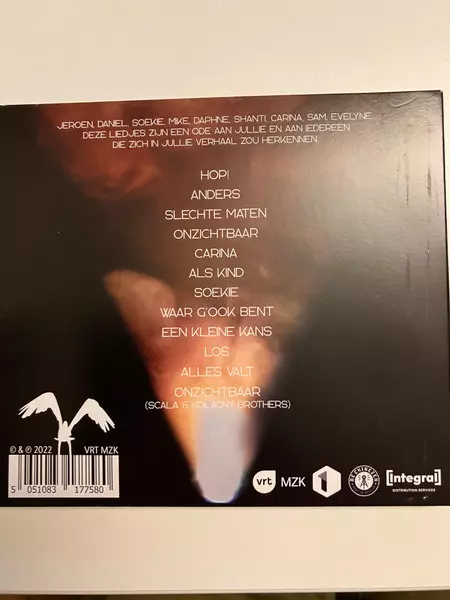 JEROEN, DANIEL, SOEKIE, MIKE, DAPHNE, SHANTI, CARINA, SAM, EVELYNE...
DEZE LIEDJES ZIJN EEN ODE AAN JULLIE EN AAN IEDEREEN
DIE ZICH IN JULLIE VERHAAL ZOU HERKENNEN.
HOP!
ANDERS
SLECHTE MATEN
ONZICHTBAAR
CARINA
ALS KIND
SOEKIE
WAAR G'OOK BENT
EEN KLEINE KANS
LOS
ALLES VALT
ONZICHTBAAR
(SCALA & KOLACNY BROTHERS)
© & ℗ 2022 VRT MZK
5 051083 177580
vrt MZK
1
DE CHINEZEN
[integral]
DISTRIBUTION SERVICES